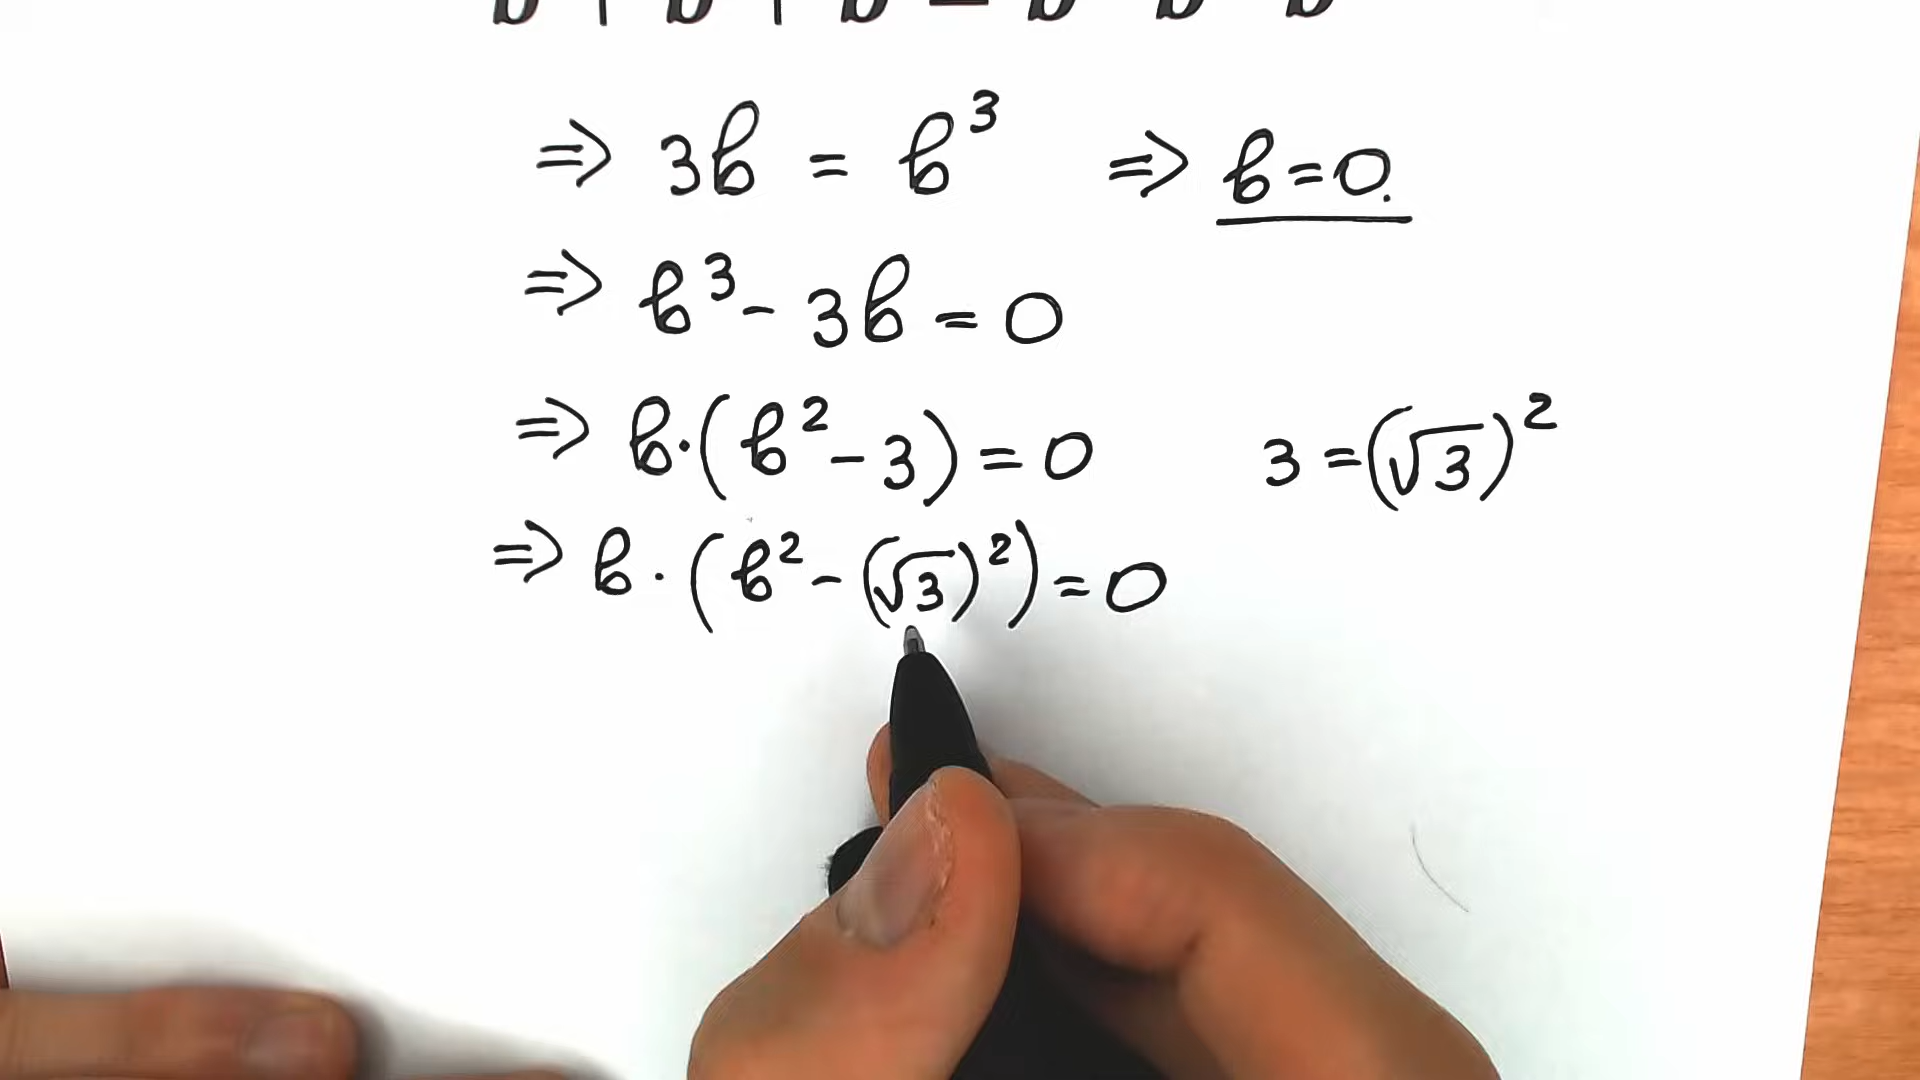 b + b + b = b b b
⇒ 3b = b³ ⇒ b=0.
⇒ b³ - 3b = 0
⇒ b·(b² - 3) = 0 3 = (√3)²
⇒ b·(b² - (√3)²) = 0